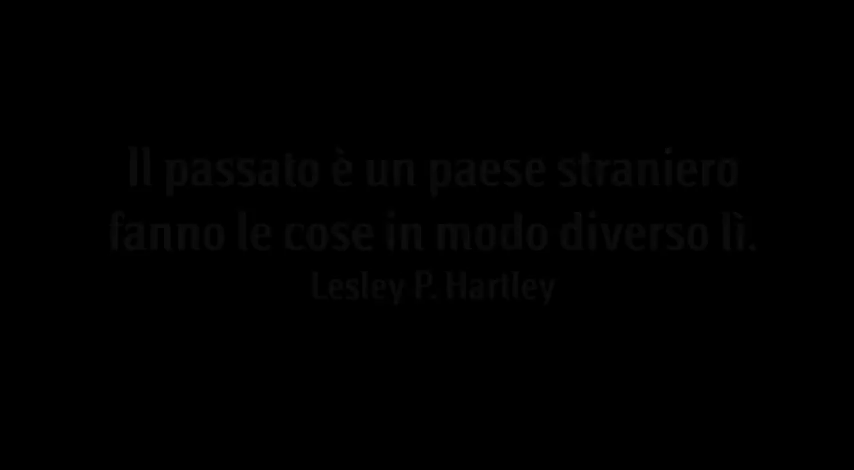 Il passato è un paese straniero
fanno le cose in modo diverso lì.
Lesley P. Hartley